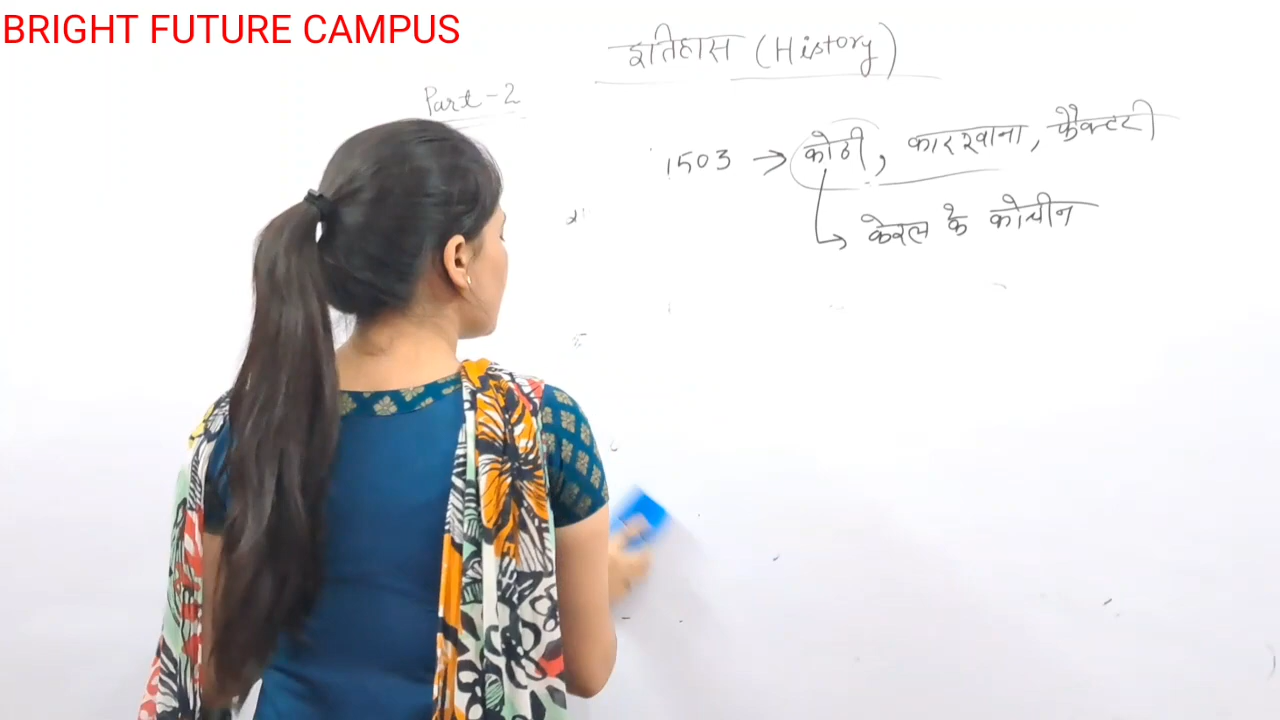 BRIGHT FUTURE CAMPUS
इतिहास (History)
Part-2
1503 → कोठी, कारखाना, फैक्टरी
↳ केरल के कोचीन